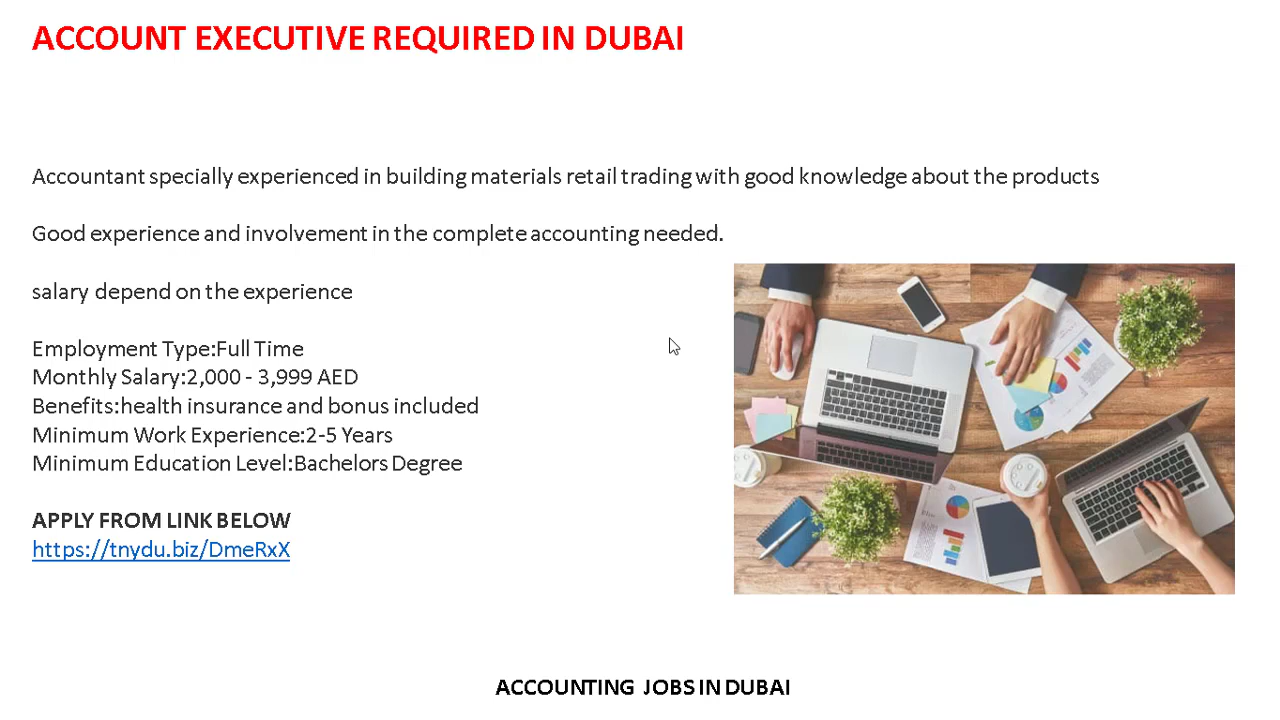 ACCOUNT EXECUTIVE REQUIRED IN DUBAI
Accountant specially experienced in building materials retail trading with good knowledge about the products
Good experience and involvement in the complete accounting needed.
salary depend on the experience
Employment Type:Full Time
Monthly Salary:2,000 - 3,999 AED
Benefits:health insurance and bonus included
Minimum Work Experience:2-5 Years
Minimum Education Level:Bachelors Degree
APPLY FROM LINK BELOW
https://tnydu.biz/DmeRxX
ACCOUNTING JOBS IN DUBAI